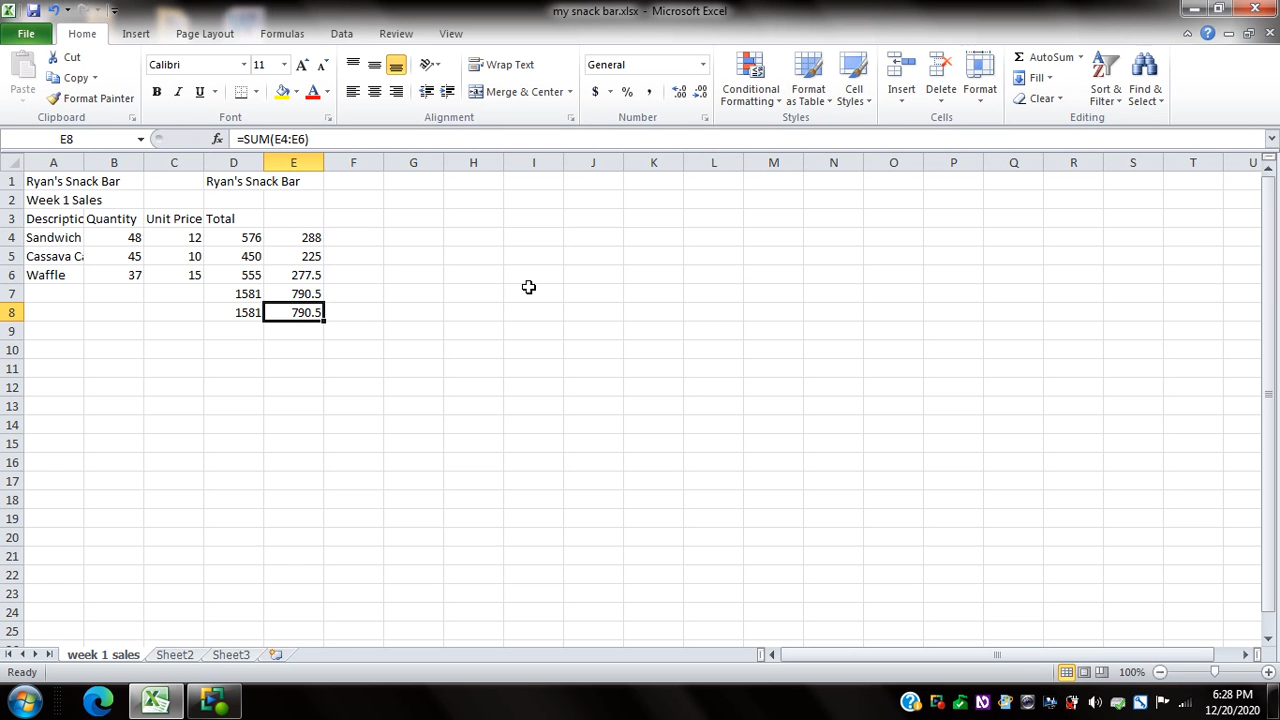 my snack bar.xlsx - Microsoft Excel
File Home Insert Page Layout Formulas Data Review View
Paste
Cut
Copy
Format Painter
Clipboard
Calibri 11
B I U
Font
Wrap Text
Merge & Center
Alignment
General
$ % ,
Number
Conditional Formatting
Format as Table
Cell Styles
Styles
Insert Delete Format
Cells
AutoSum
Fill
Clear
Sort & Filter
Find & Select
Editing
E8 fx =SUM(E4:E6)
A B C D E F G H I J K L M N O P Q R S T U
1 Ryan's Snack Bar Ryan's Snack Bar
2 Week 1 Sales
3 Descriptic Quantity Unit Price Total
4 Sandwich 48 12 576 288
5 Cassava Ca 45 10 450 225
6 Waffle 37 15 555 277.5
7 1581 790.5
8 1581 790.5
9
10
11
12
13
14
15
16
17
18
19
20
21
22
23
24
25
week 1 sales Sheet2 Sheet3
Ready 100%
6:28 PM
12/20/2020